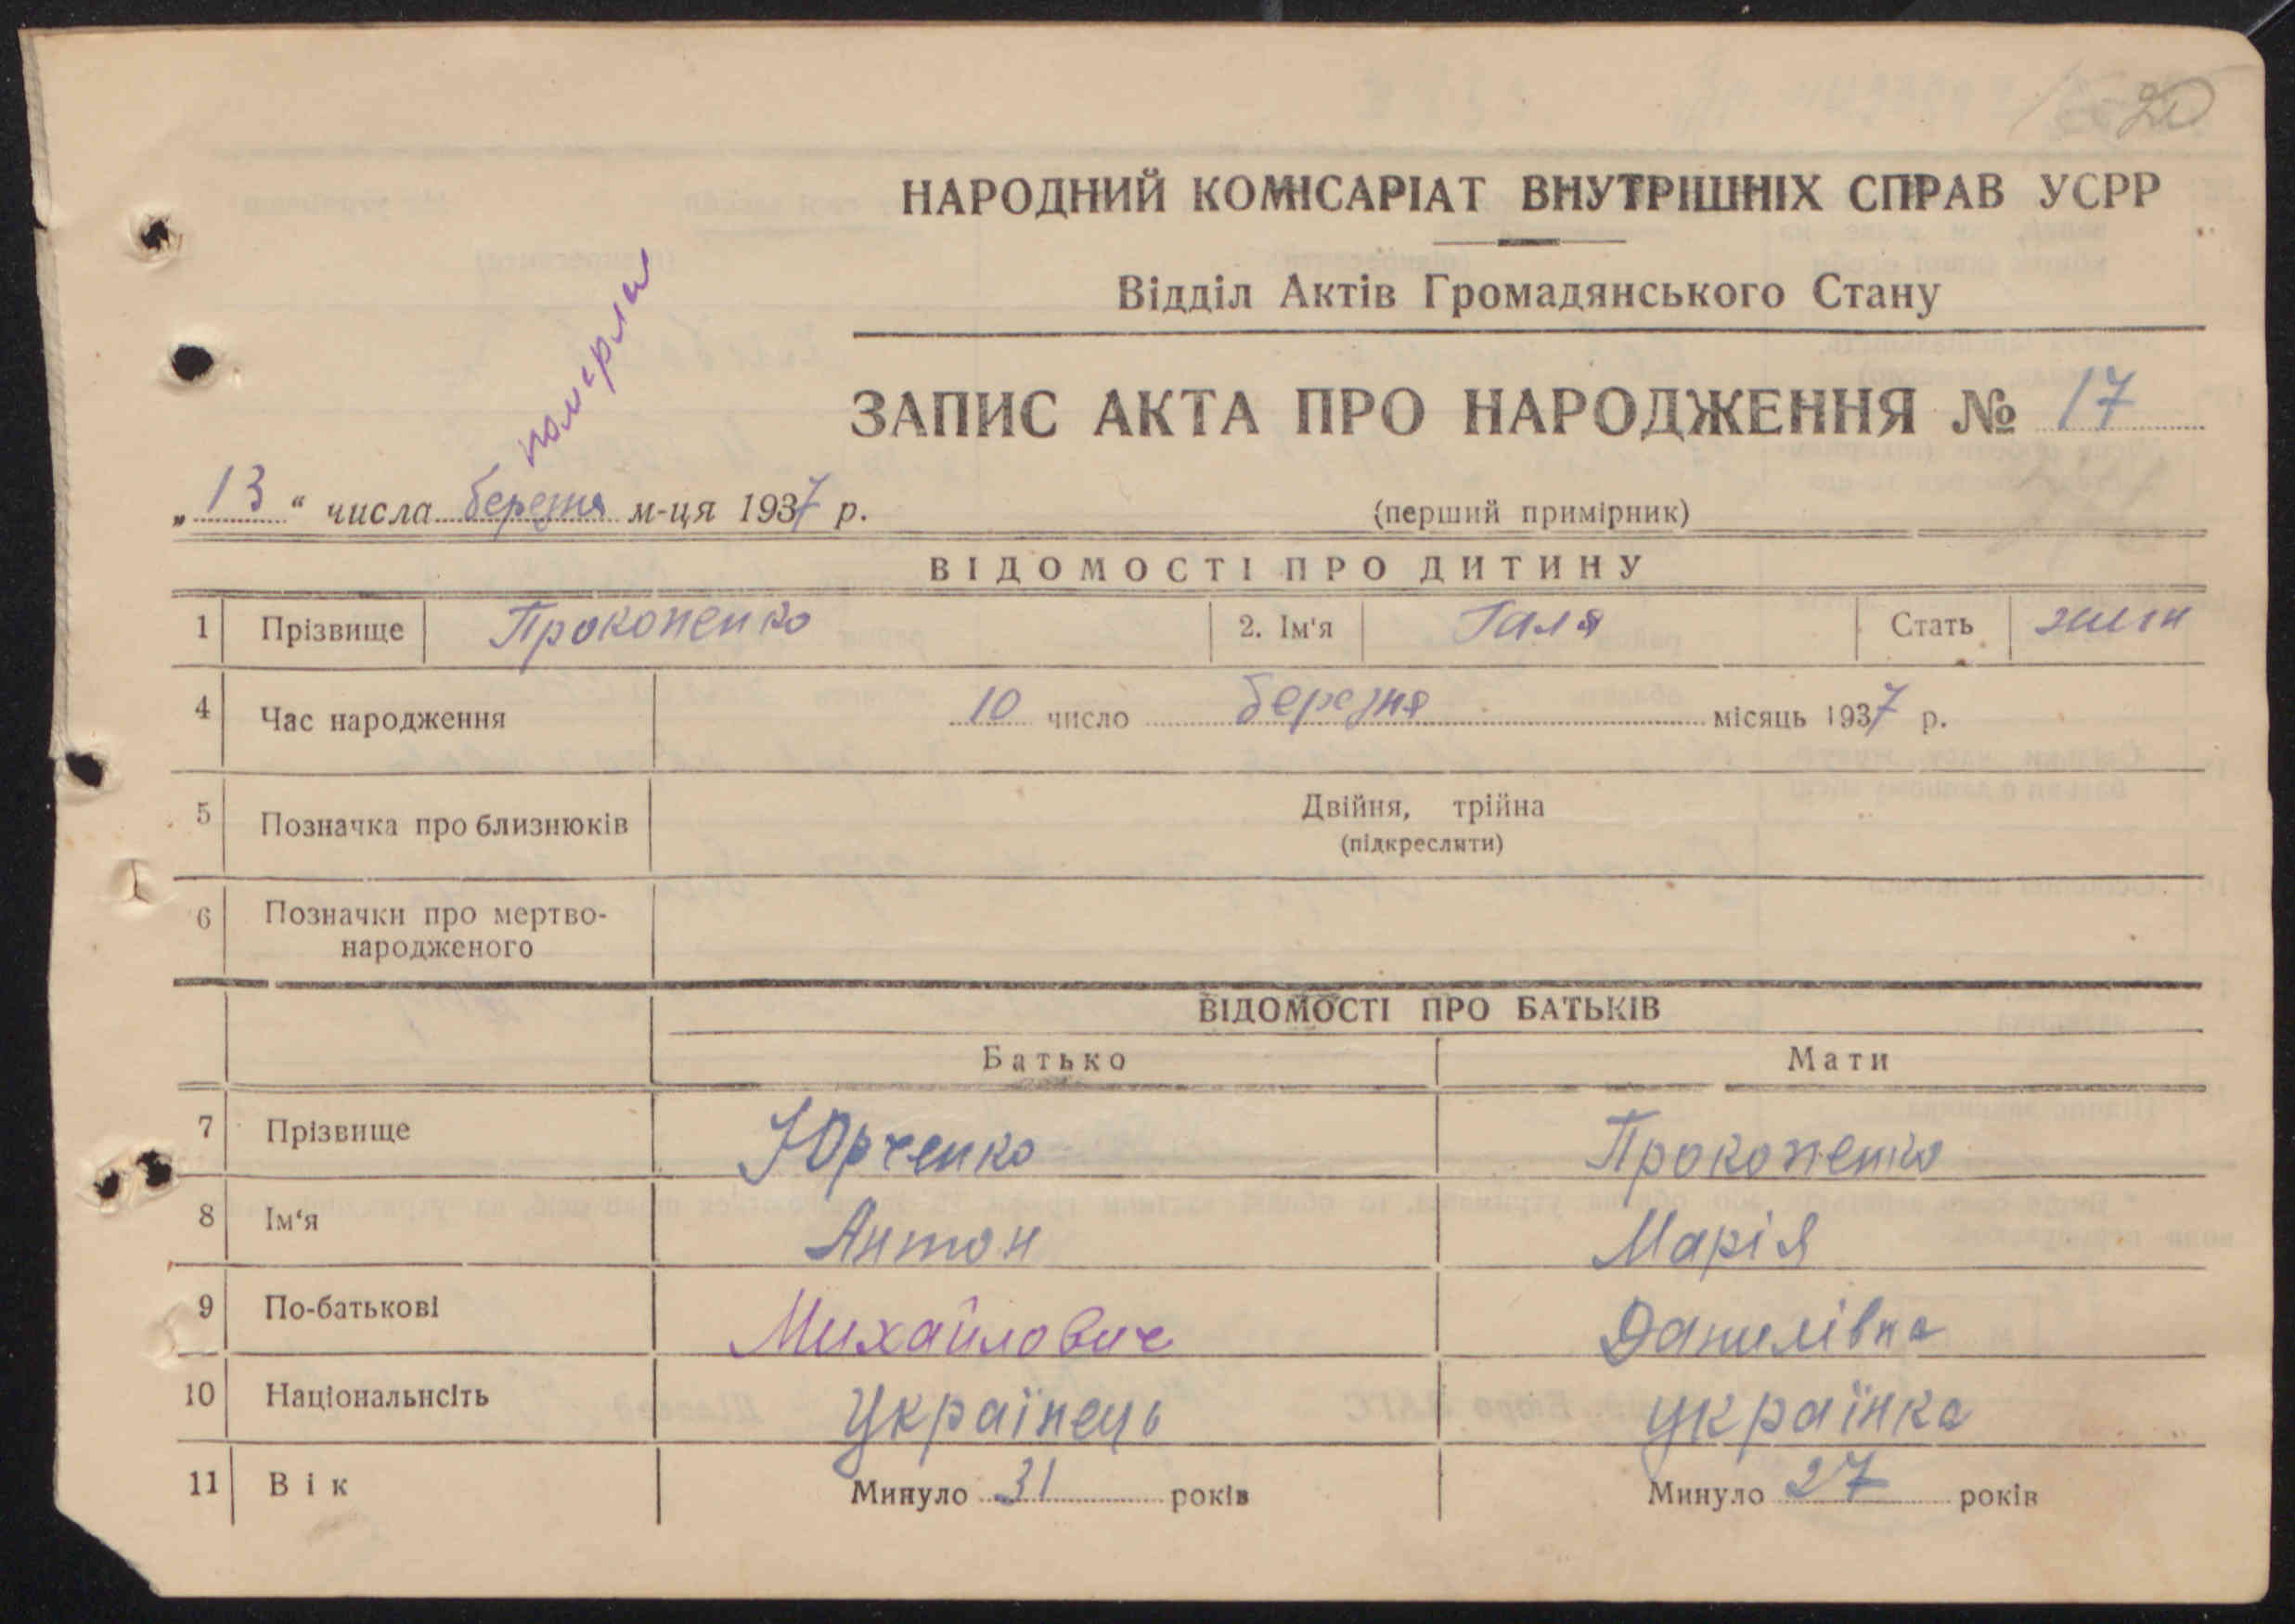 20
НАРОДНИЙ КОМІСАРІАТ ВНУТРІШНІХ СПРАВ УСРР
Відділ Актів Громадянського Стану
померла
ЗАПИС АКТА ПРО НАРОДЖЕННЯ № 17
„13“ числа березня м-ця 1937 р.
(перший примірник)
ВІДОМОСТІ ПРО ДИТИНУ
1 Прізвище Прокопенко 2. Ім'я Галя Стать жін
4 Час народження 10 число березня місяць 1937 р.
5 Позначка про близнюків Двійня, трійна
(підкреслити)
6 Позначки про мертво-
народженого
ВІДОМОСТІ ПРО БАТЬКІВ
Батько Мати
7 Прізвище Юрченко Прокопенко
8 Ім'я Антон Марія
9 По-батькові Михайлович Данилівна
10 Національнсіть Українець українка
11 Вік Минуло 31 років Минуло 27 років